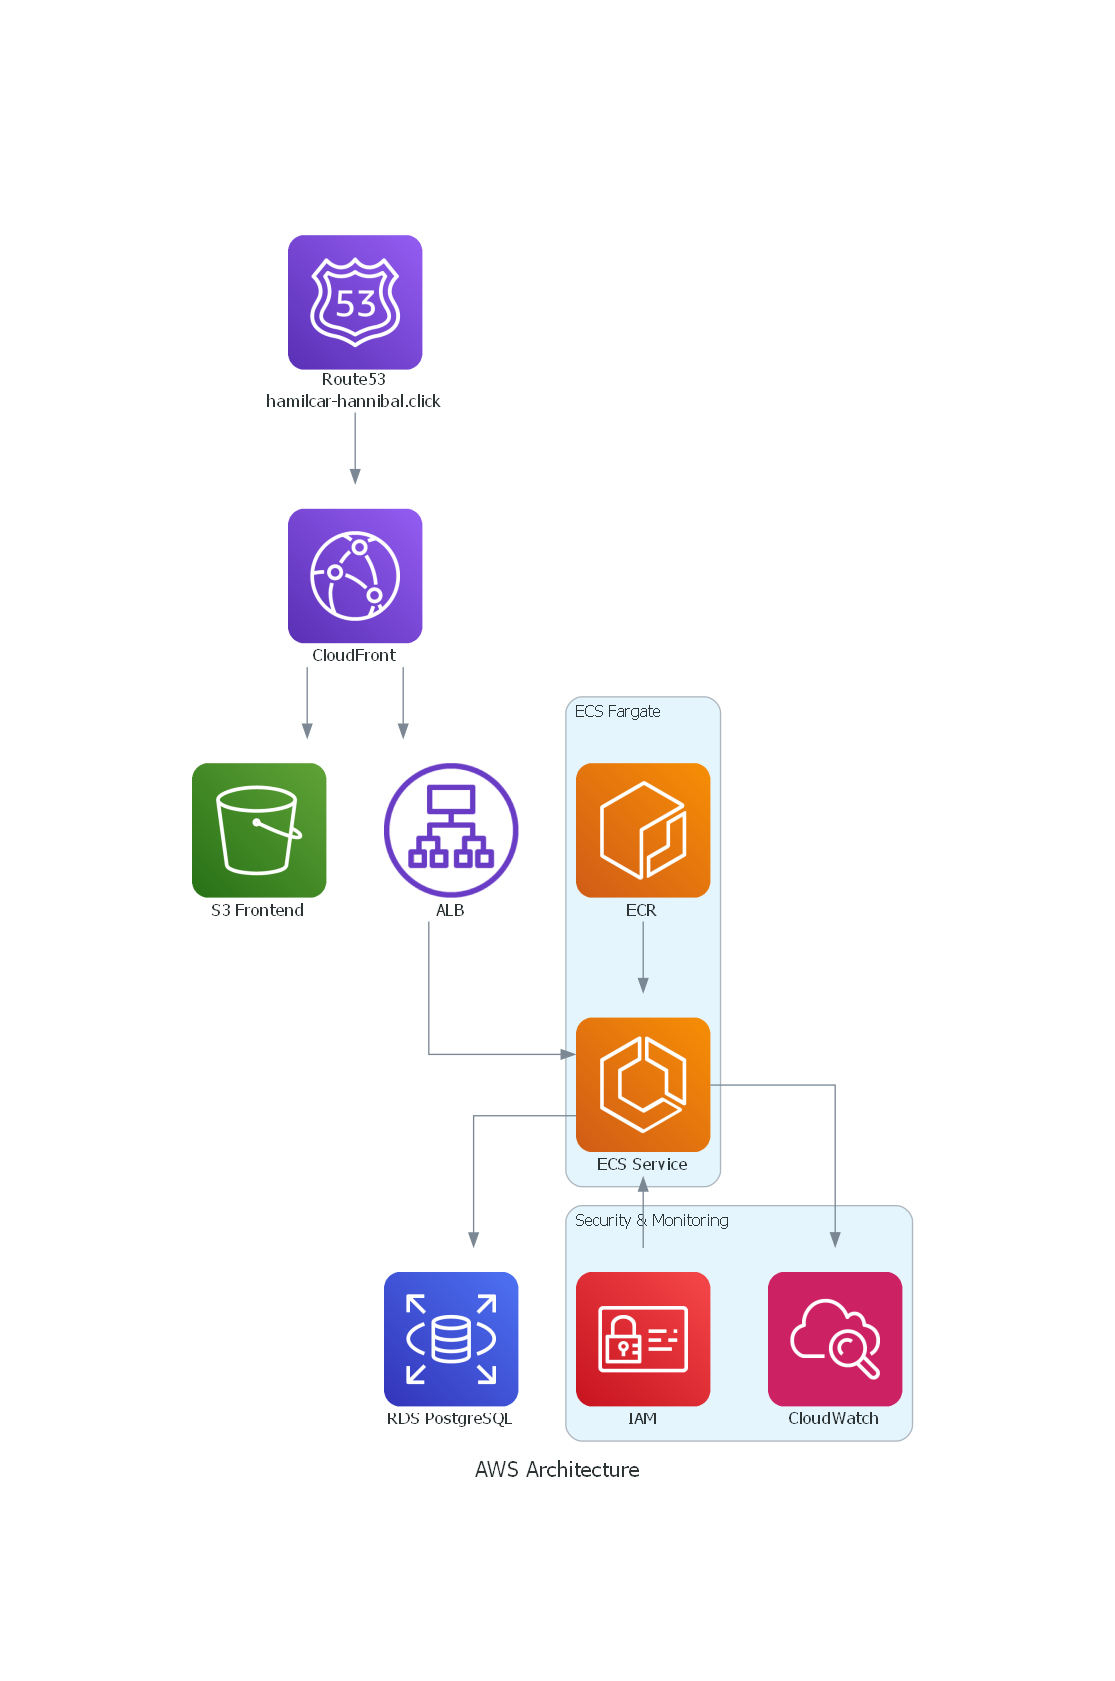 53
Route53
hamilcar-hannibal.click
CloudFront
ECS Fargate
S3 Frontend
ALB
ECR
ECS Service
Security & Monitoring
RDS PostgreSQL
IAM
CloudWatch
AWS Architecture